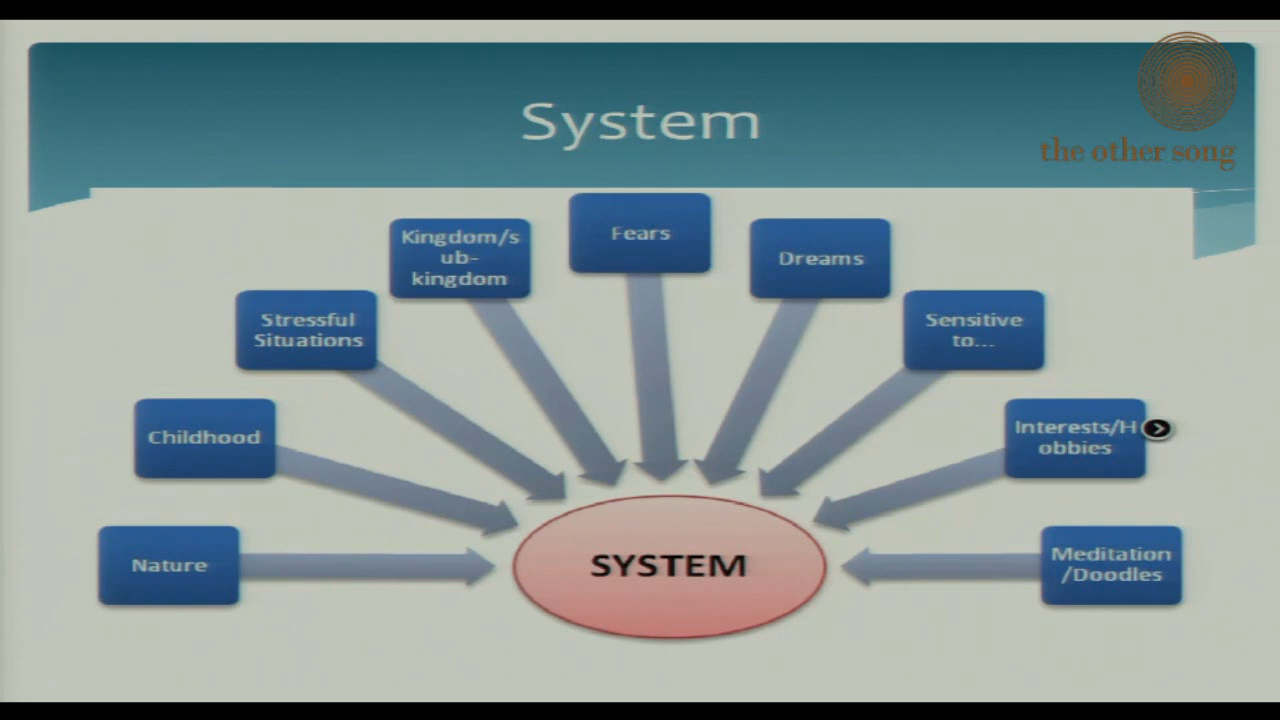 System
the other song
Fears
Kingdom/s
ub-
kingdom
Dreams
Stressful
Situations
Sensitive
to...
Childhood
Interests/H
obbies
Nature
SYSTEM
Meditation
/Doodles